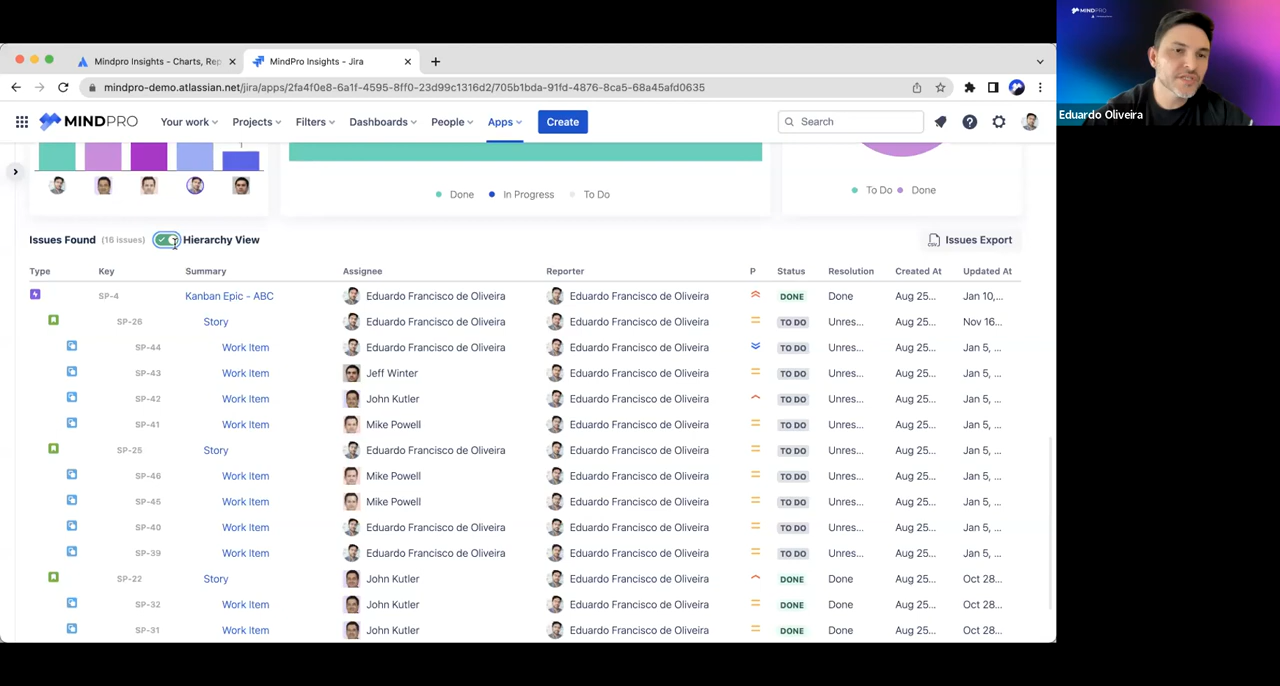 MINDPRO
Eduardo Oliveira
Mindpro Insights - Charts, Rep
MindPro Insights - Jira
mindpro-demo.atlassian.net/jira/apps/2fa4f0e8-6a1f-4595-8ff0-23d99c1316d2/705b1bda-91fd-4876-8ca5-68a45afd0635
MINDPRO Your work Projects Filters Dashboards People Apps Create Search
1
Done In Progress To Do
To Do Done
Issues Found (16 issues) Hierarchy View Issues Export
Type Key Summary Assignee Reporter P Status Resolution Created At Updated At
SP-4 Kanban Epic - ABC Eduardo Francisco de Oliveira Eduardo Francisco de Oliveira DONE Done Aug 25... Jan 10,...
SP-26 Story Eduardo Francisco de Oliveira Eduardo Francisco de Oliveira TO DO Unres... Aug 25... Nov 16...
SP-44 Work Item Eduardo Francisco de Oliveira Eduardo Francisco de Oliveira TO DO Unres... Aug 25... Jan 5, ...
SP-43 Work Item Jeff Winter Eduardo Francisco de Oliveira TO DO Unres... Aug 25... Jan 5, ...
SP-42 Work Item John Kutler Eduardo Francisco de Oliveira TO DO Unres... Aug 25... Jan 5, ...
SP-41 Work Item Mike Powell Eduardo Francisco de Oliveira TO DO Unres... Aug 25... Jan 5, ...
SP-25 Story Eduardo Francisco de Oliveira Eduardo Francisco de Oliveira TO DO Unres... Aug 25... Jan 5, ...
SP-46 Work Item Mike Powell Eduardo Francisco de Oliveira TO DO Unres... Aug 25... Jan 5, ...
SP-45 Work Item Mike Powell Eduardo Francisco de Oliveira TO DO Unres... Aug 25... Jan 5, ...
SP-40 Work Item Eduardo Francisco de Oliveira Eduardo Francisco de Oliveira TO DO Unres... Aug 25... Jan 5, ...
SP-39 Work Item Eduardo Francisco de Oliveira Eduardo Francisco de Oliveira TO DO Unres... Aug 25... Jan 5, ...
SP-22 Story John Kutler Eduardo Francisco de Oliveira DONE Done Aug 25... Oct 28...
SP-32 Work Item John Kutler Eduardo Francisco de Oliveira DONE Done Aug 25... Oct 28...
SP-31 Work Item John Kutler Eduardo Francisco de Oliveira DONE Done Aug 25... Oct 28...